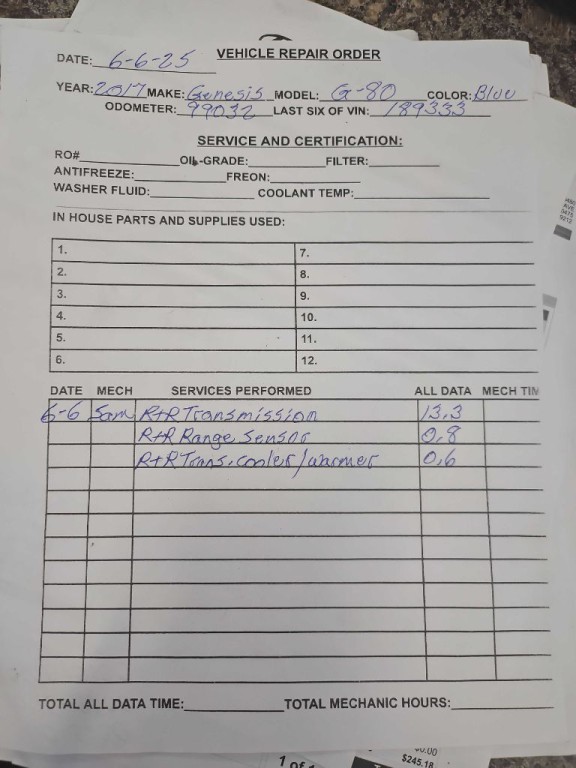 DATE: 6-6-25 VEHICLE REPAIR ORDER
YEAR: 2017 MAKE: Genesis MODEL: G-80 COLOR: Blue
ODOMETER: 99032 LAST SIX OF VIN: 189333
SERVICE AND CERTIFICATION:
RO# OIL-GRADE: FILTER:
ANTIFREEZE: FREON:
WASHER FLUID: COOLANT TEMP:
IN HOUSE PARTS AND SUPPLIES USED:
1. 7.
2. 8.
3. 9.
4. 10.
5. 11.
6. 12.
DATE MECH SERVICES PERFORMED ALL DATA MECH TIM
6-6 Sam R+R Transmission 13.3
R+R Range Sensor 0.8
R+R Trans. cooler/warmer 0.6
TOTAL ALL DATA TIME: TOTAL MECHANIC HOURS:
$245.18